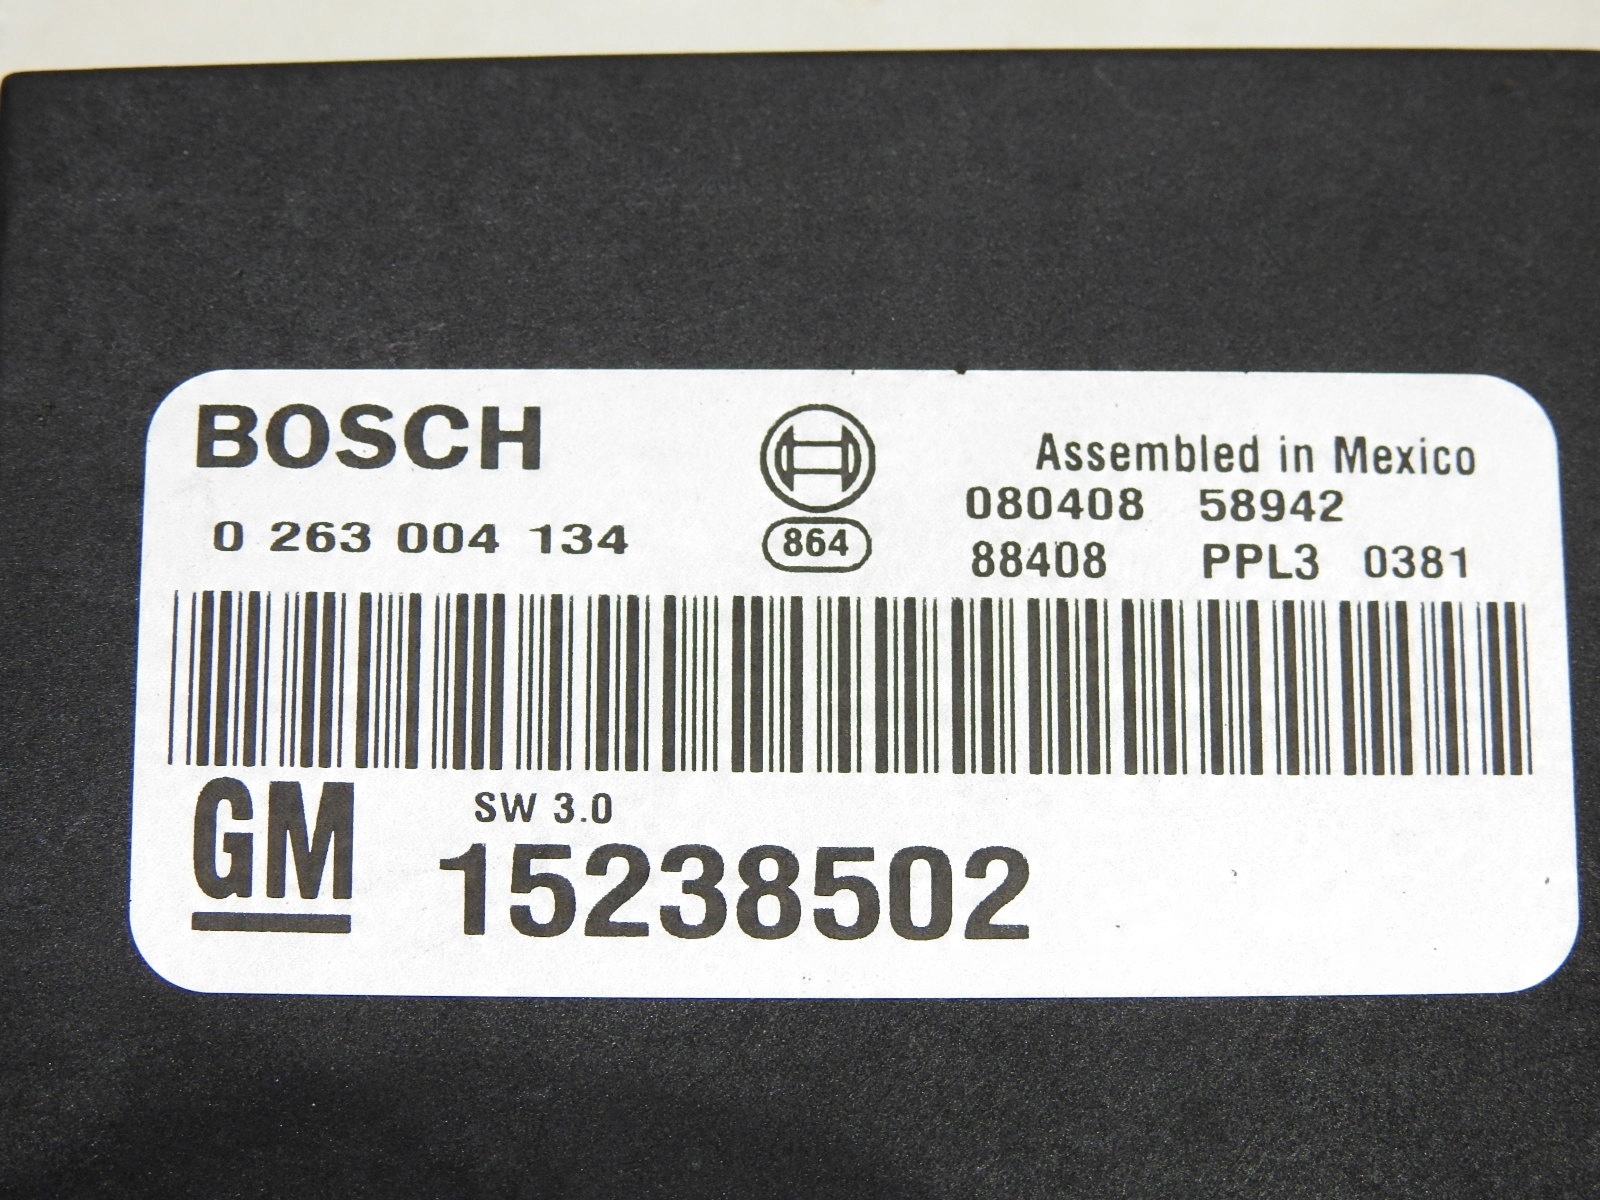 BOSCH
0 263 004 134
864
Assembled in Mexico
080408 58942
88408 PPL3 0381
GM
SW 3.0
15238502